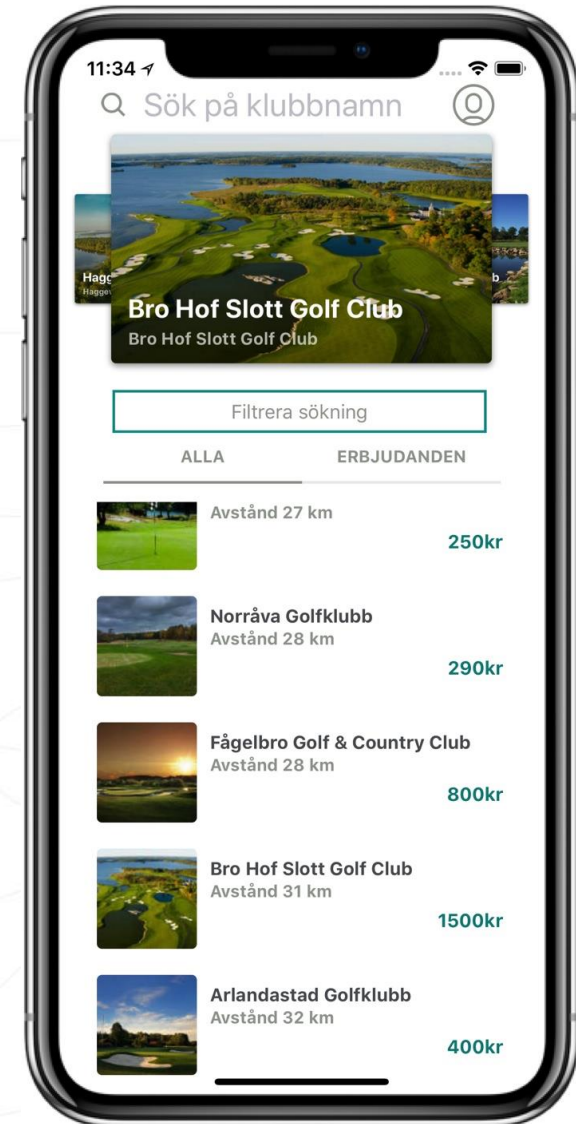 11:34
Sök på klubbnamn
Bro Hof Slott Golf Club
Bro Hof Slott Golf Club
Filtrera sökning
ALLA
ERBJUDANDEN
Avstånd 27 km
250kr
Norråva Golfklubb
Avstånd 28 km
290kr
Fågelbro Golf & Country Club
Avstånd 28 km
800kr
Bro Hof Slott Golf Club
Avstånd 31 km
1500kr
Arlandastad Golfklubb
Avstånd 32 km
400kr